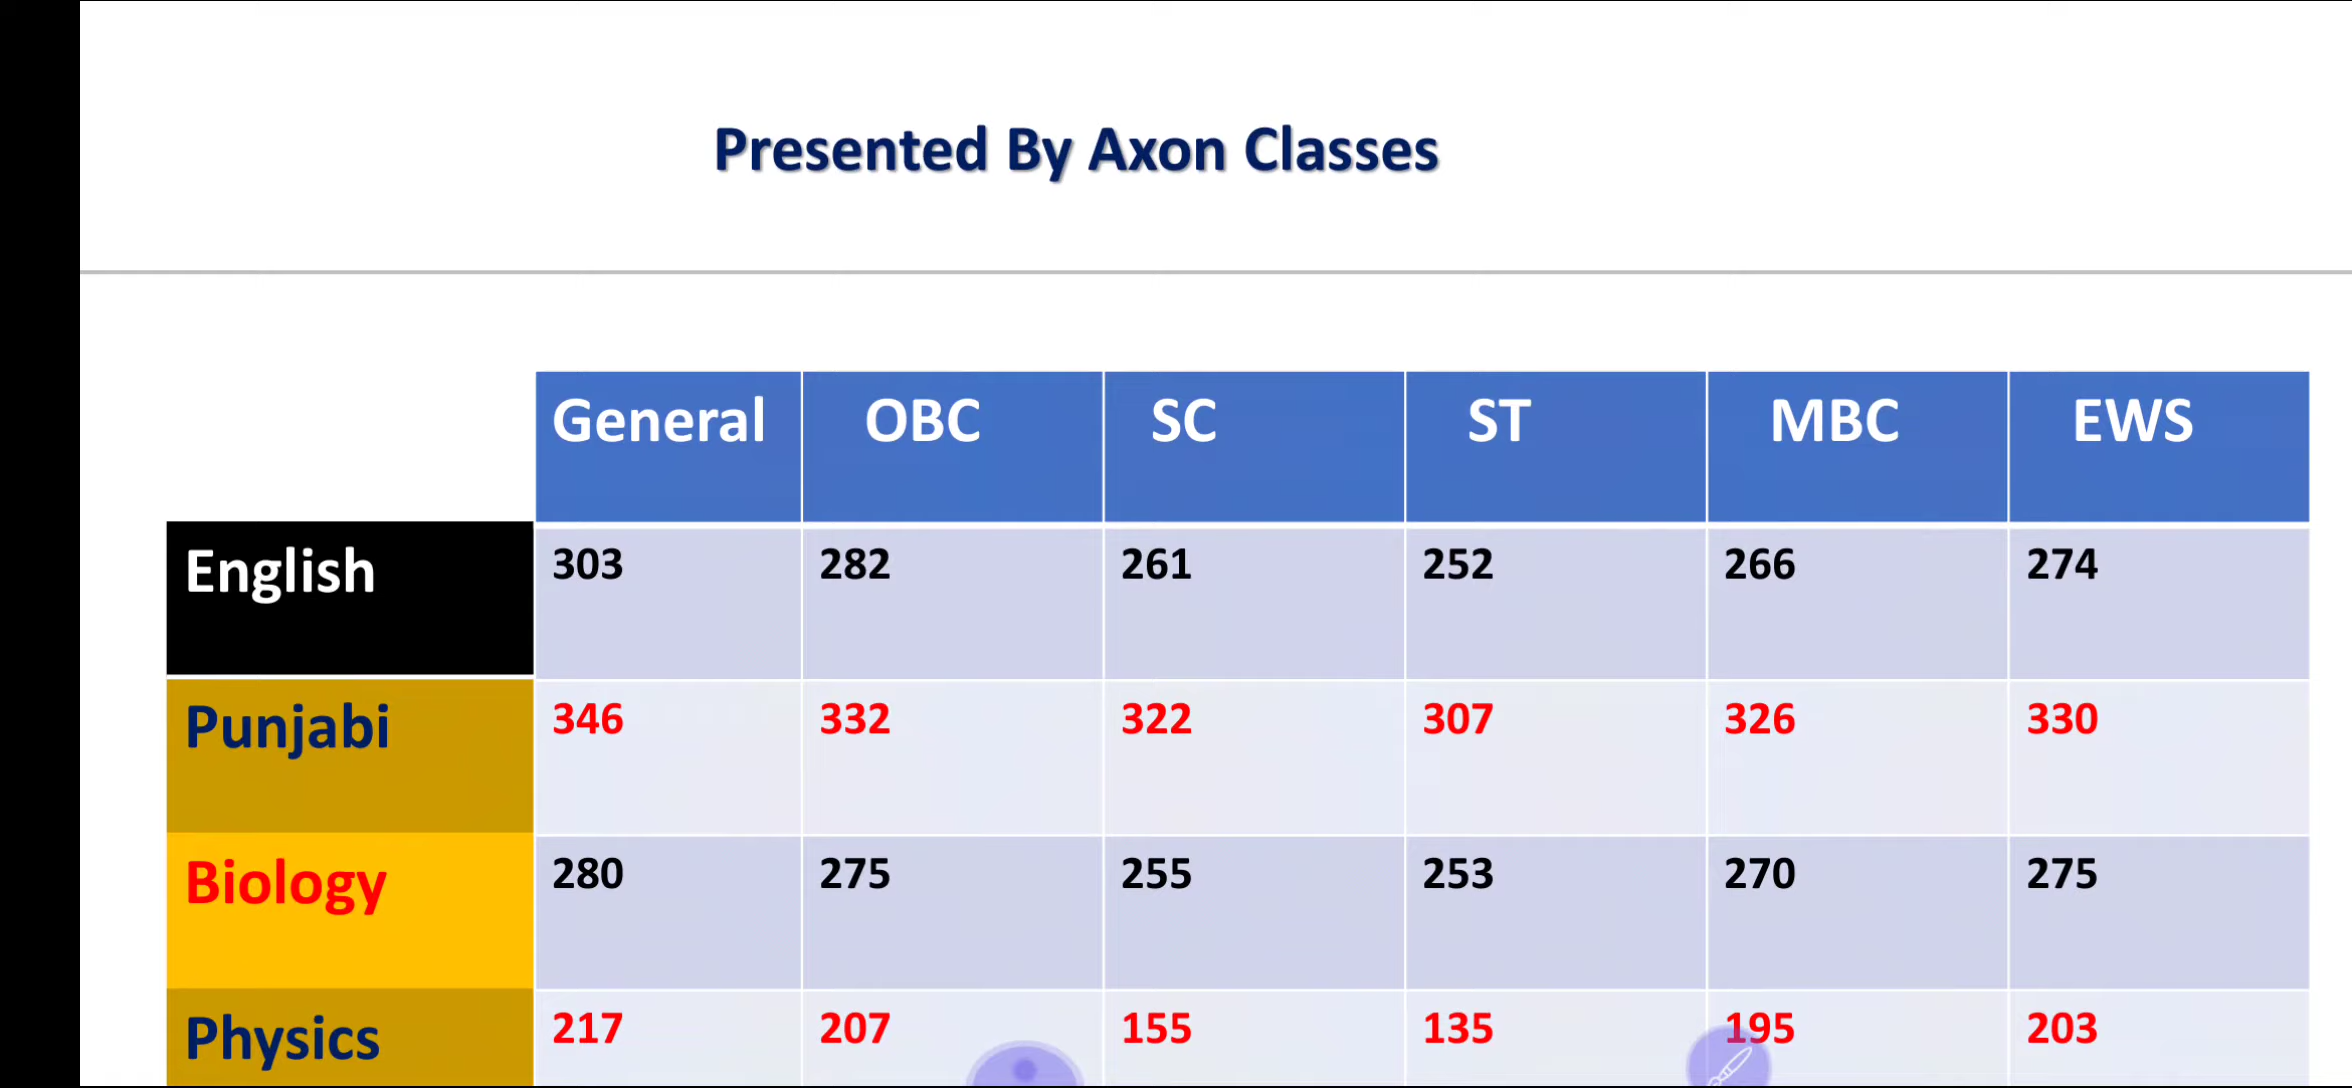 Presented By Axon Classes
General OBC SC ST MBC EWS
English 303 282 261 252 266 274
Punjabi 346 332 322 307 326 330
Biology 280 275 255 253 270 275
Physics 217 207 155 135 195 203